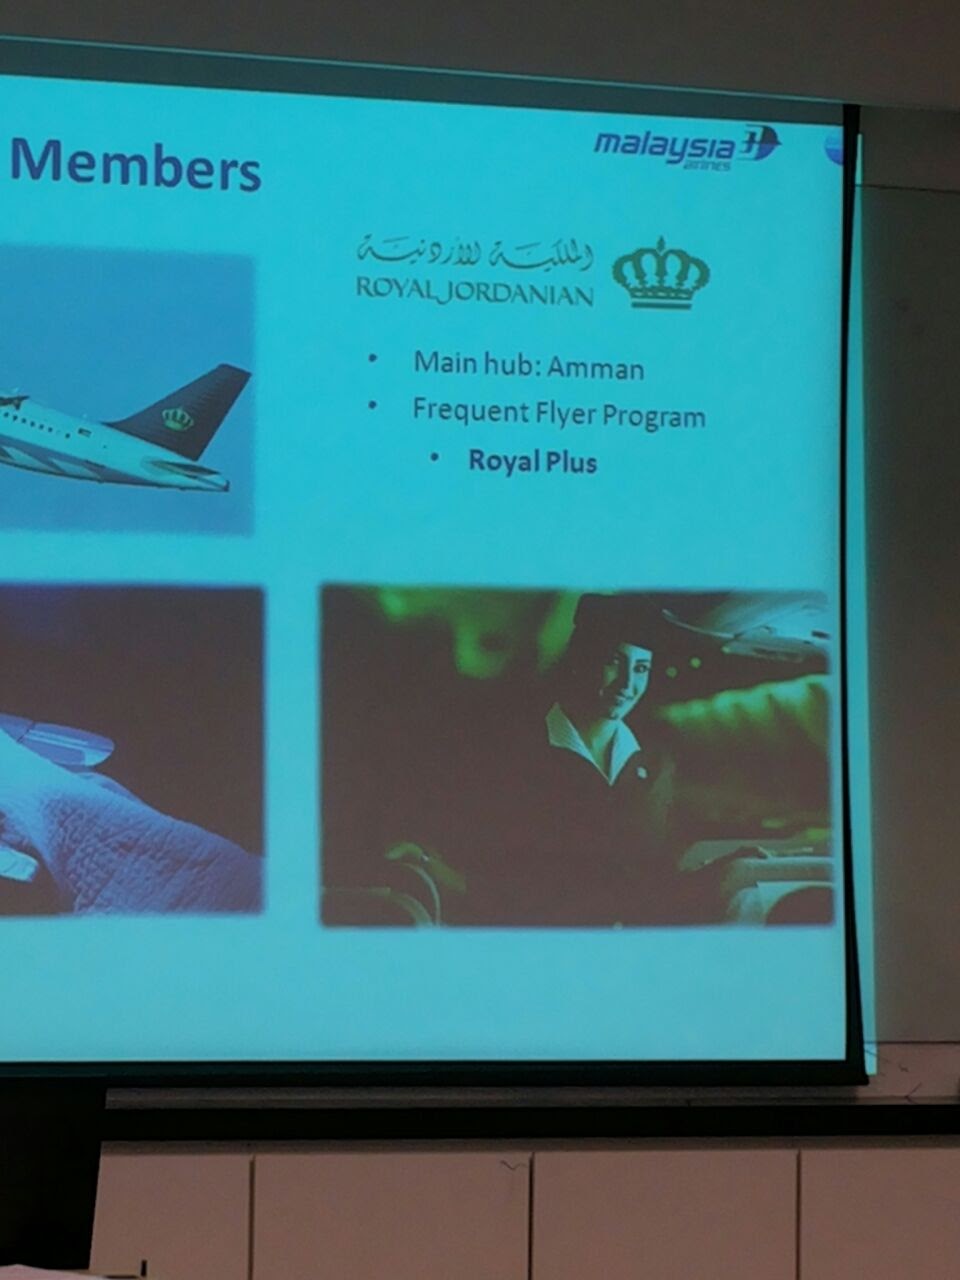 Members
malaysia
airlines
الملكية الأردنية
ROYAL JORDANIAN
• Main hub: Amman
• Frequent Flyer Program
• Royal Plus